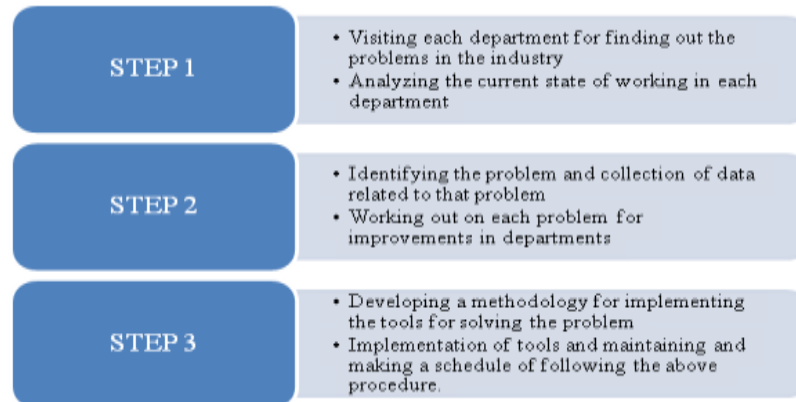 STEP 1
• Visiting each department for finding out the
problems in the industry
• Analyzing the current state of working in each
department
STEP 2
• Identifying the problem and collection of data
related to that problem
• Working out on each problem for
improvements in departments
STEP 3
• Developing a methodology for implementing
the tools for solving the problem
• Implementation of tools and maintaining and
making a schedule of following the above
procedure.